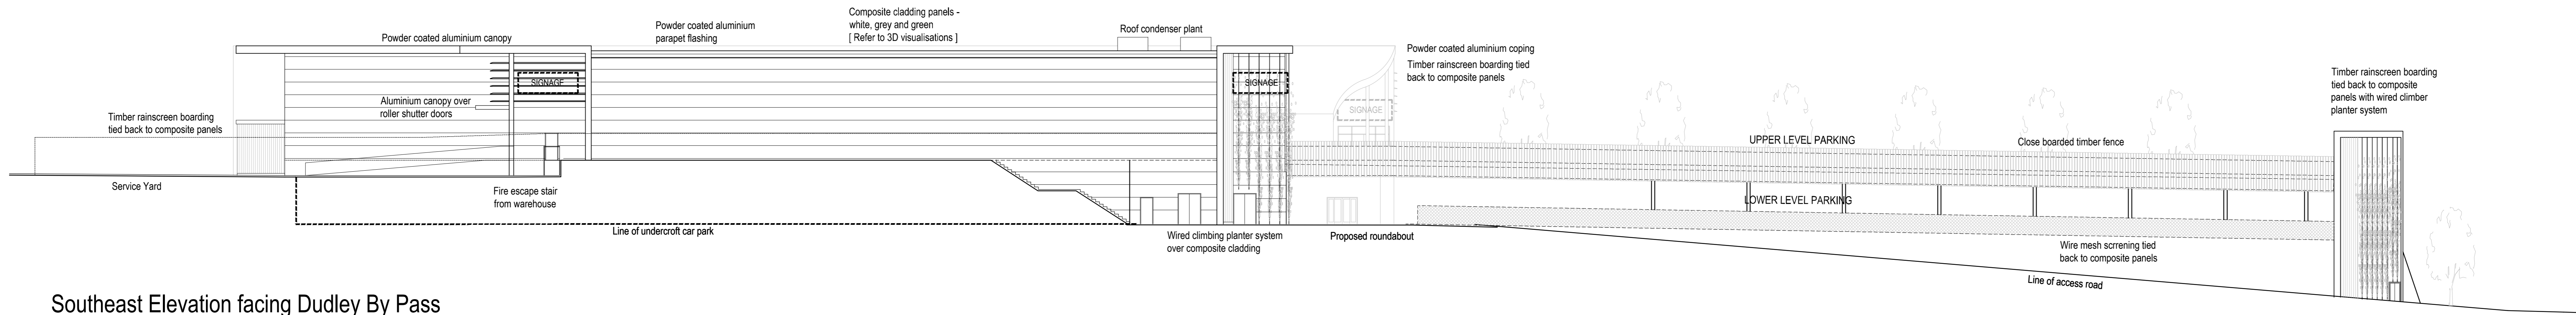 Composite cladding panels -
white, grey and green
[ Refer to 3D visualisations ]
Powder coated aluminium
parapet flashing
Roof condenser plant
Powder coated aluminium canopy
Powder coated aluminium coping
Timber rainscreen boarding tied
back to composite panels
Timber rainscreen boarding
tied back to composite
panels with wired climber
planter system
SIGNAGE
SIGNAGE
SIGNAGE
Aluminium canopy over
roller shutter doors
Timber rainscreen boarding
tied back to composite panels
UPPER LEVEL PARKING
Close boarded timber fence
Service Yard
Fire escape stair
from warehouse
LOWER LEVEL PARKING
Line of undercroft car park
Wired climbing planter system
over composite cladding
Proposed roundabout
Wire mesh scrrening tied
back to composite panels
Line of access road
Southeast Elevation facing Dudley By Pass